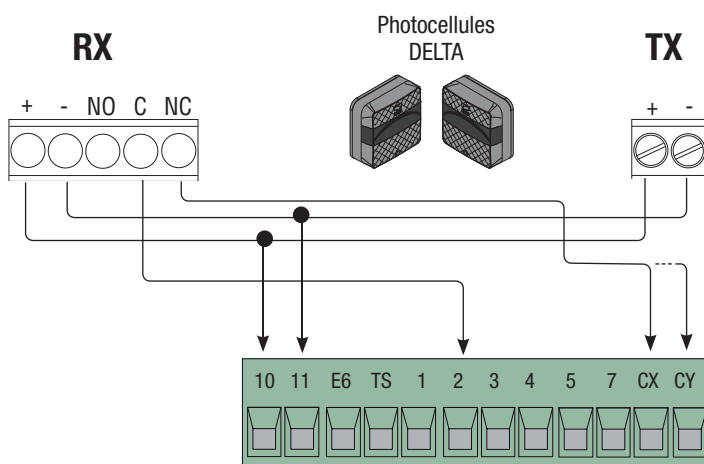 Photocellules
DELTA
RX
TX
+ - NO C NC
+ -
10 11 E6 TS 1 2 3 4 5 7 CX CY